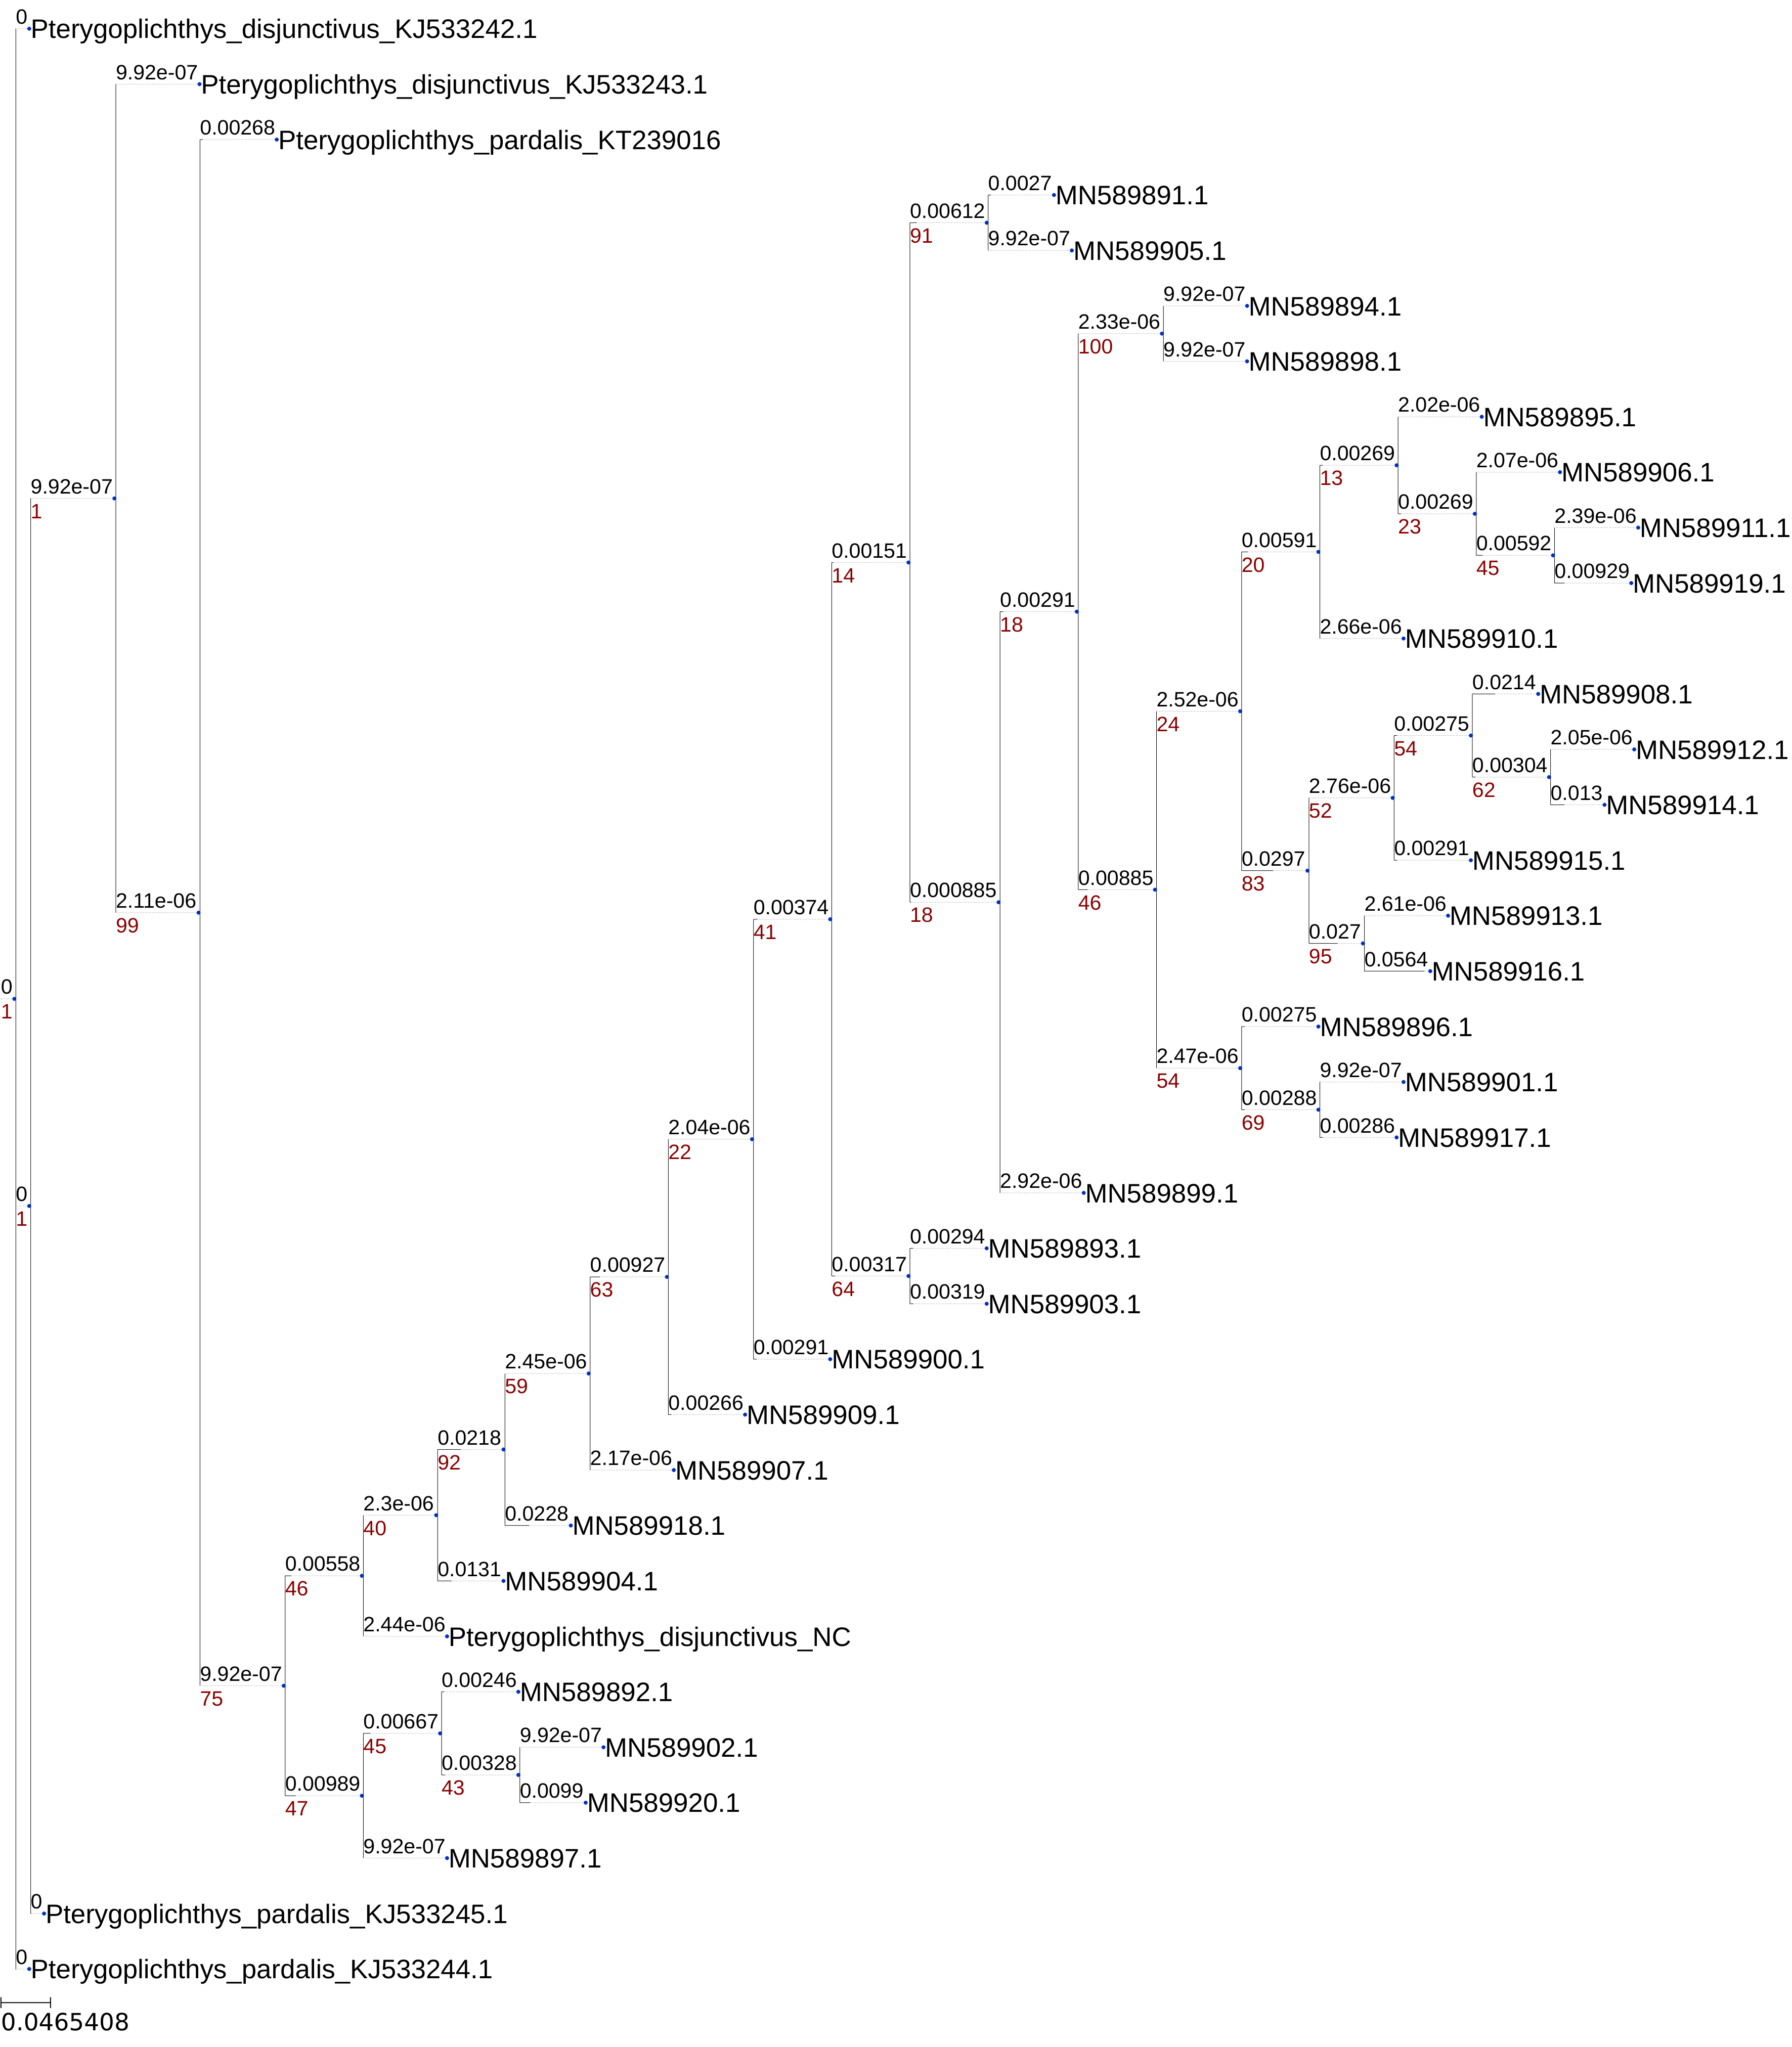 0
Pterygoplichthys_disjunctivus_KJ533242.1
9.92e-07
Pterygoplichthys_disjunctivus_KJ533243.1
0.00268
Pterygoplichthys_pardalis_KT239016
0.0027
MN589891.1
0.00612
91
9.92e-07
MN589905.1
9.92e-07
MN589894.1
2.33e-06
100
9.92e-07
MN589898.1
2.02e-06
MN589895.1
0.00269
13
2.07e-06
MN589906.1
9.92e-07
1
0.00269
23
2.39e-06
MN589911.1
0.00591
20
0.00592
45
0.00151
14
0.00929
MN589919.1
0.00291
18
2.66e-06
MN589910.1
0.0214
MN589908.1
2.52e-06
24
0.00275
54
2.05e-06
MN589912.1
0.00304
62
2.76e-06
52
0.013
MN589914.1
0.00291
MN589915.1
0.0297
83
0.00885
46
0.000885
18
2.11e-06
99
0.00374
41
2.61e-06
MN589913.1
0.027
95
0.0564
MN589916.1
0
1
0.00275
MN589896.1
2.47e-06
54
9.92e-07
MN589901.1
0.00288
69
2.04e-06
22
0.00286
MN589917.1
2.92e-06
MN589899.1
0
1
0.00294
MN589893.1
0.00927
63
0.00317
64
0.00319
MN589903.1
0.00291
MN589900.1
2.45e-06
59
0.00266
MN589909.1
0.0218
92
2.17e-06
MN589907.1
2.3e-06
40
0.0228
MN589918.1
0.00558
46
0.0131
MN589904.1
2.44e-06
Pterygoplichthys_disjunctivus_NC
9.92e-07
75
0.00246
MN589892.1
0.00667
45
9.92e-07
MN589902.1
0.00328
43
0.00989
47
0.0099
MN589920.1
9.92e-07
MN589897.1
0
Pterygoplichthys_pardalis_KJ533245.1
0
Pterygoplichthys_pardalis_KJ533244.1
0.0465408